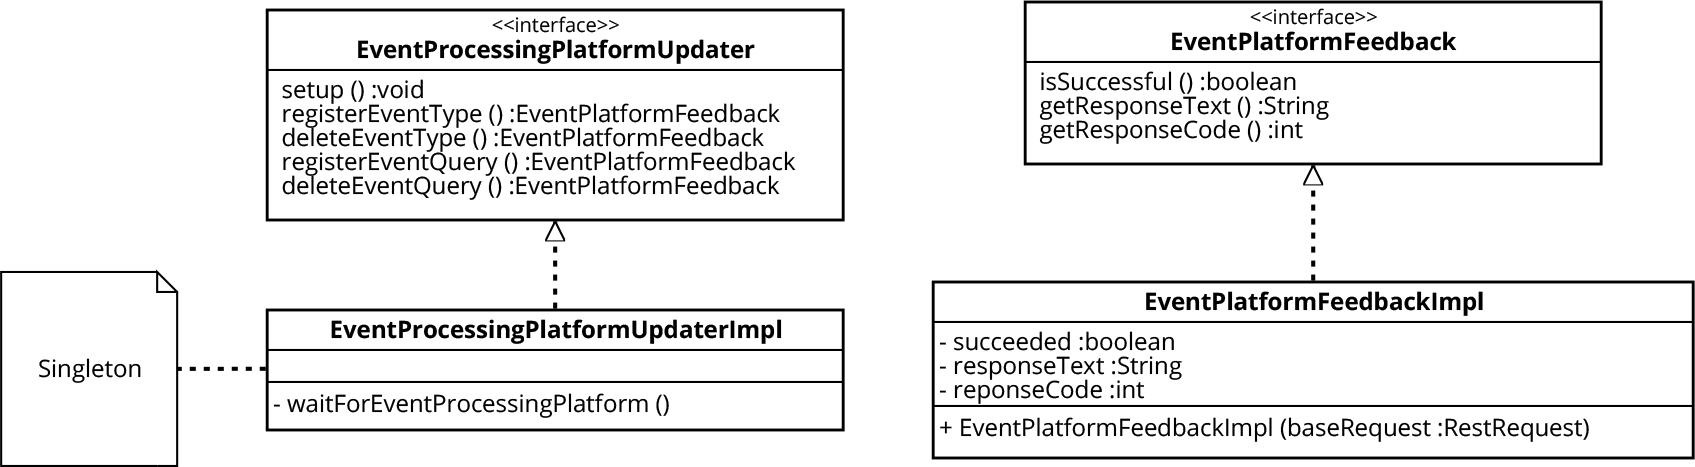 <<interface>>
EventProcessingPlatformUpdater
setup () :void
registerEventType () :EventPlatformFeedback
deleteEventType () :EventPlatformFeedback
registerEventQuery () :EventPlatformFeedback
deleteEventQuery () :EventPlatformFeedback
<<interface>>
EventPlatformFeedback
isSuccessful () :boolean
getResponseText () :String
getResponseCode () :int
Singleton
EventProcessingPlatformUpdaterImpl
- waitForEventProcessingPlatform ()
EventPlatformFeedbackImpl
- succeeded :boolean
- responseText :String
- reponseCode :int
+ EventPlatformFeedbackImpl (baseRequest :RestRequest)